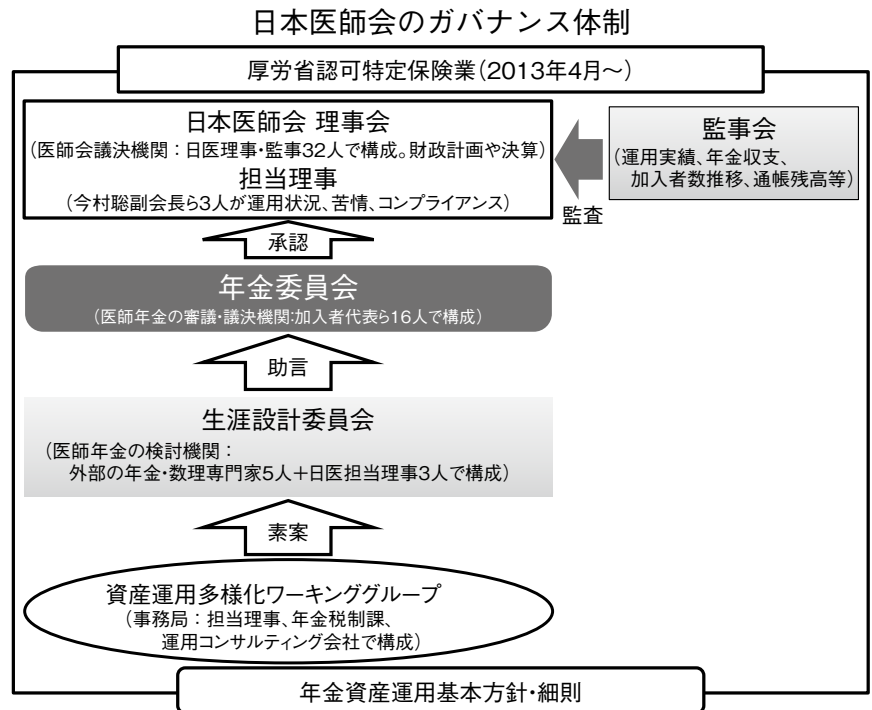 日本医師会のガバナンス体制
厚労省認可特定保険業（2013年4月～）
日本医師会 理事会
（医師会議決機関：日医理事・監事32人で構成。財政計画や決算）
担当理事
（今村聡副会長ら3人が運用状況、苦情、コンプライアンス）
監事会
（運用実績、年金収支、
加入者数推移、通帳残高等）
監査
承認
年金委員会
（医師年金の審議・議決機関：加入者代表ら16人で構成）
助言
生涯設計委員会
（医師年金の検討機関：
外部の年金・数理専門家5人＋日医担当理事3人で構成）
素案
資産運用多様化ワーキンググループ
（事務局：担当理事、年金税制課、
運用コンサルティング会社で構成）
年金資産運用基本方針・細則